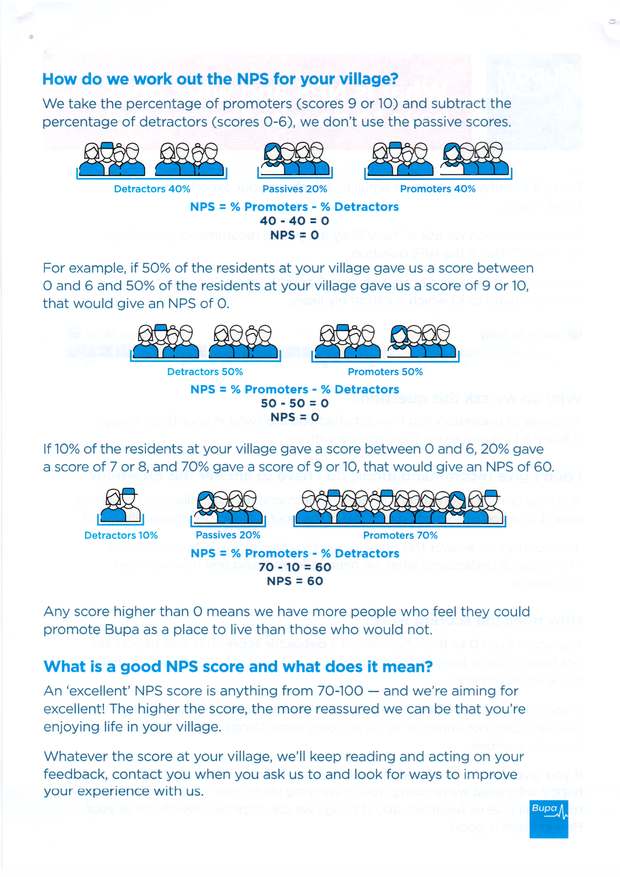 How do we work out the NPS for your village?
We take the percentage of promoters (scores 9 or 10) and subtract the
percentage of detractors (scores 0-6), we don't use the passive scores.
Detractors 40% Passives 20% Promoters 40%
NPS = % Promoters - % Detractors
40 - 40 = 0
NPS = 0
For example, if 50% of the residents at your village gave us a score between
0 and 6 and 50% of the residents at your village gave us a score of 9 or 10,
that would give an NPS of 0.
Detractors 50% Promoters 50%
NPS = % Promoters - % Detractors
50 - 50 = 0
NPS = 0
If 10% of the residents at your village gave a score between 0 and 6, 20% gave
a score of 7 or 8, and 70% gave a score of 9 or 10, that would give an NPS of 60.
Detractors 10% Passives 20% Promoters 70%
NPS = % Promoters - % Detractors
70 - 10 = 60
NPS = 60
Any score higher than 0 means we have more people who feel they could
promote Bupa as a place to live than those who would not.
What is a good NPS score and what does it mean?
An 'excellent' NPS score is anything from 70-100 — and we're aiming for
excellent! The higher the score, the more reassured we can be that you're
enjoying life in your village.
Whatever the score at your village, we'll keep reading and acting on your
feedback, contact you when you ask us to and look for ways to improve
your experience with us.
Bupa